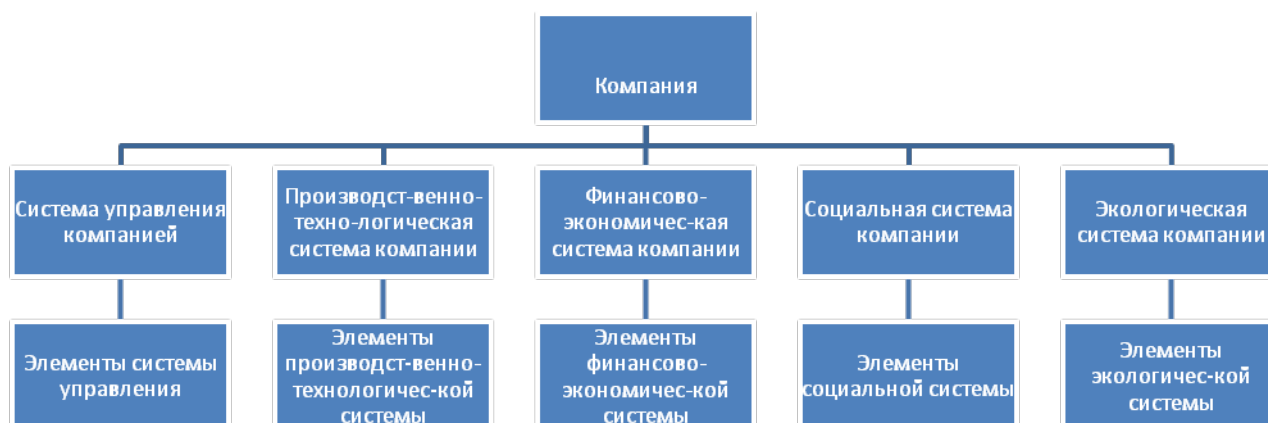 Компания
Система управления
компанией
Производст-венно-
техно-логическая
система компании
Финансово-
экономичес-кая
система компании
Социальная система
компании
Экологическая
система компании
Элементы системы
управления
Элементы
производст-венно-
технологичес-кой
системы
Элементы
финансово-
экономичес-кой
системы
Элементы
социальной системы
Элементы
экологичес-кой
системы